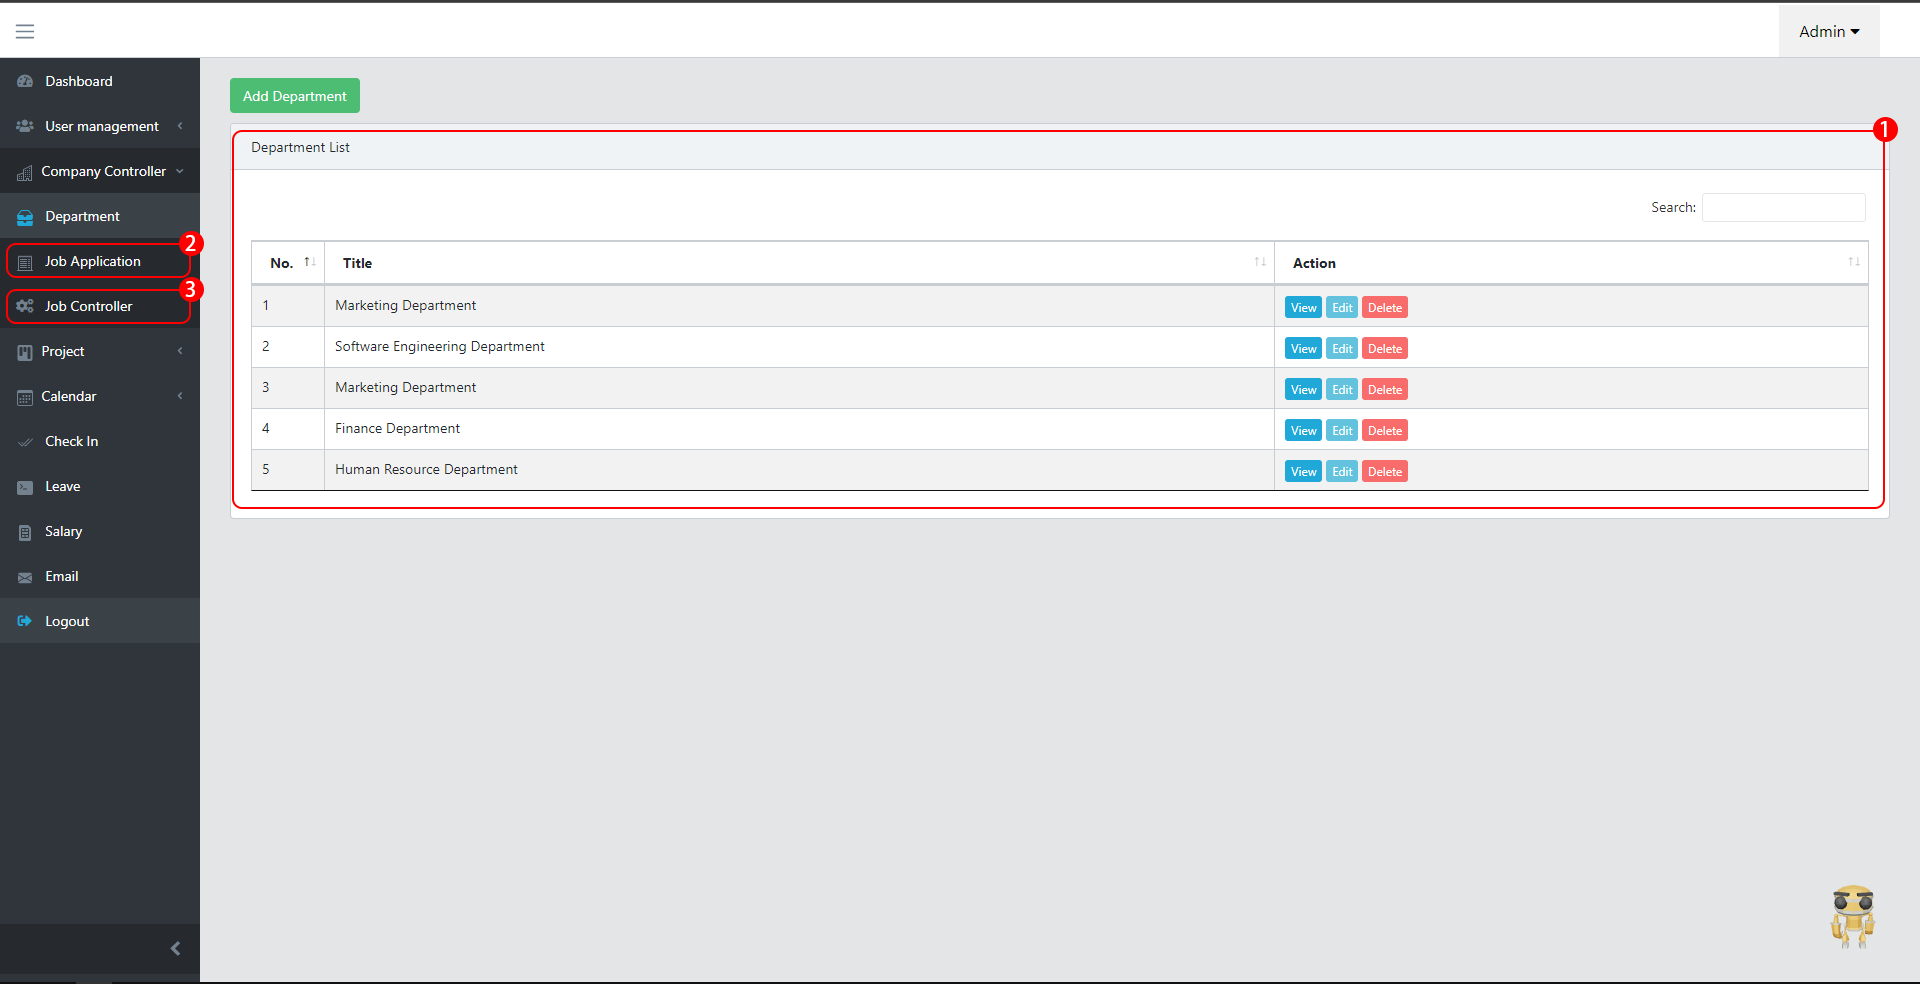 Admin
Dashboard
User management
Company Controller
Department
Job Application
2
Job Controller
3
Project
Calendar
Check In
Leave
Salary
Email
Logout
Add Department
1
Department List
Search:
No. Title Action
1 Marketing Department View Edit Delete
2 Software Engineering Department View Edit Delete
3 Marketing Department View Edit Delete
4 Finance Department View Edit Delete
5 Human Resource Department View Edit Delete